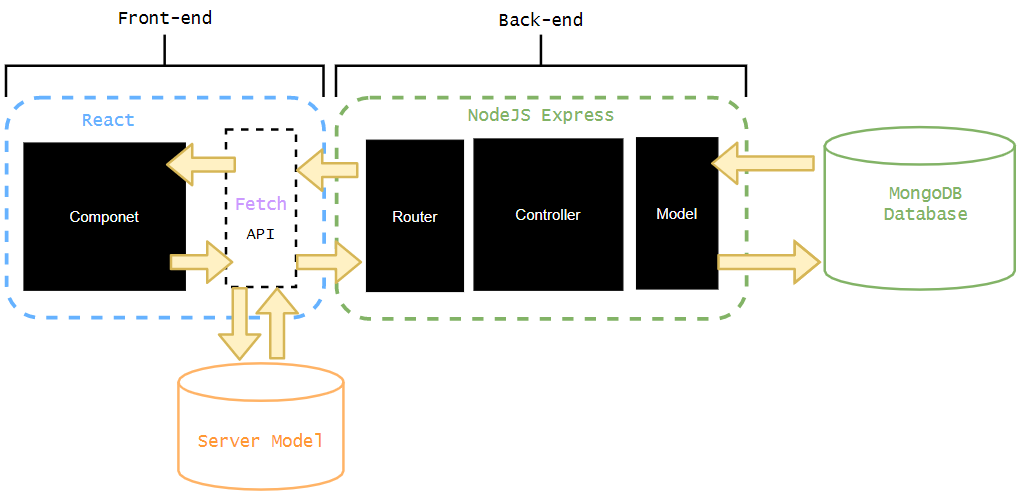 Front-end
Back-end
React
NodeJS Express
Componet
Fetch
API
Router
Controller
Model
MongoDB
Database
Server Model